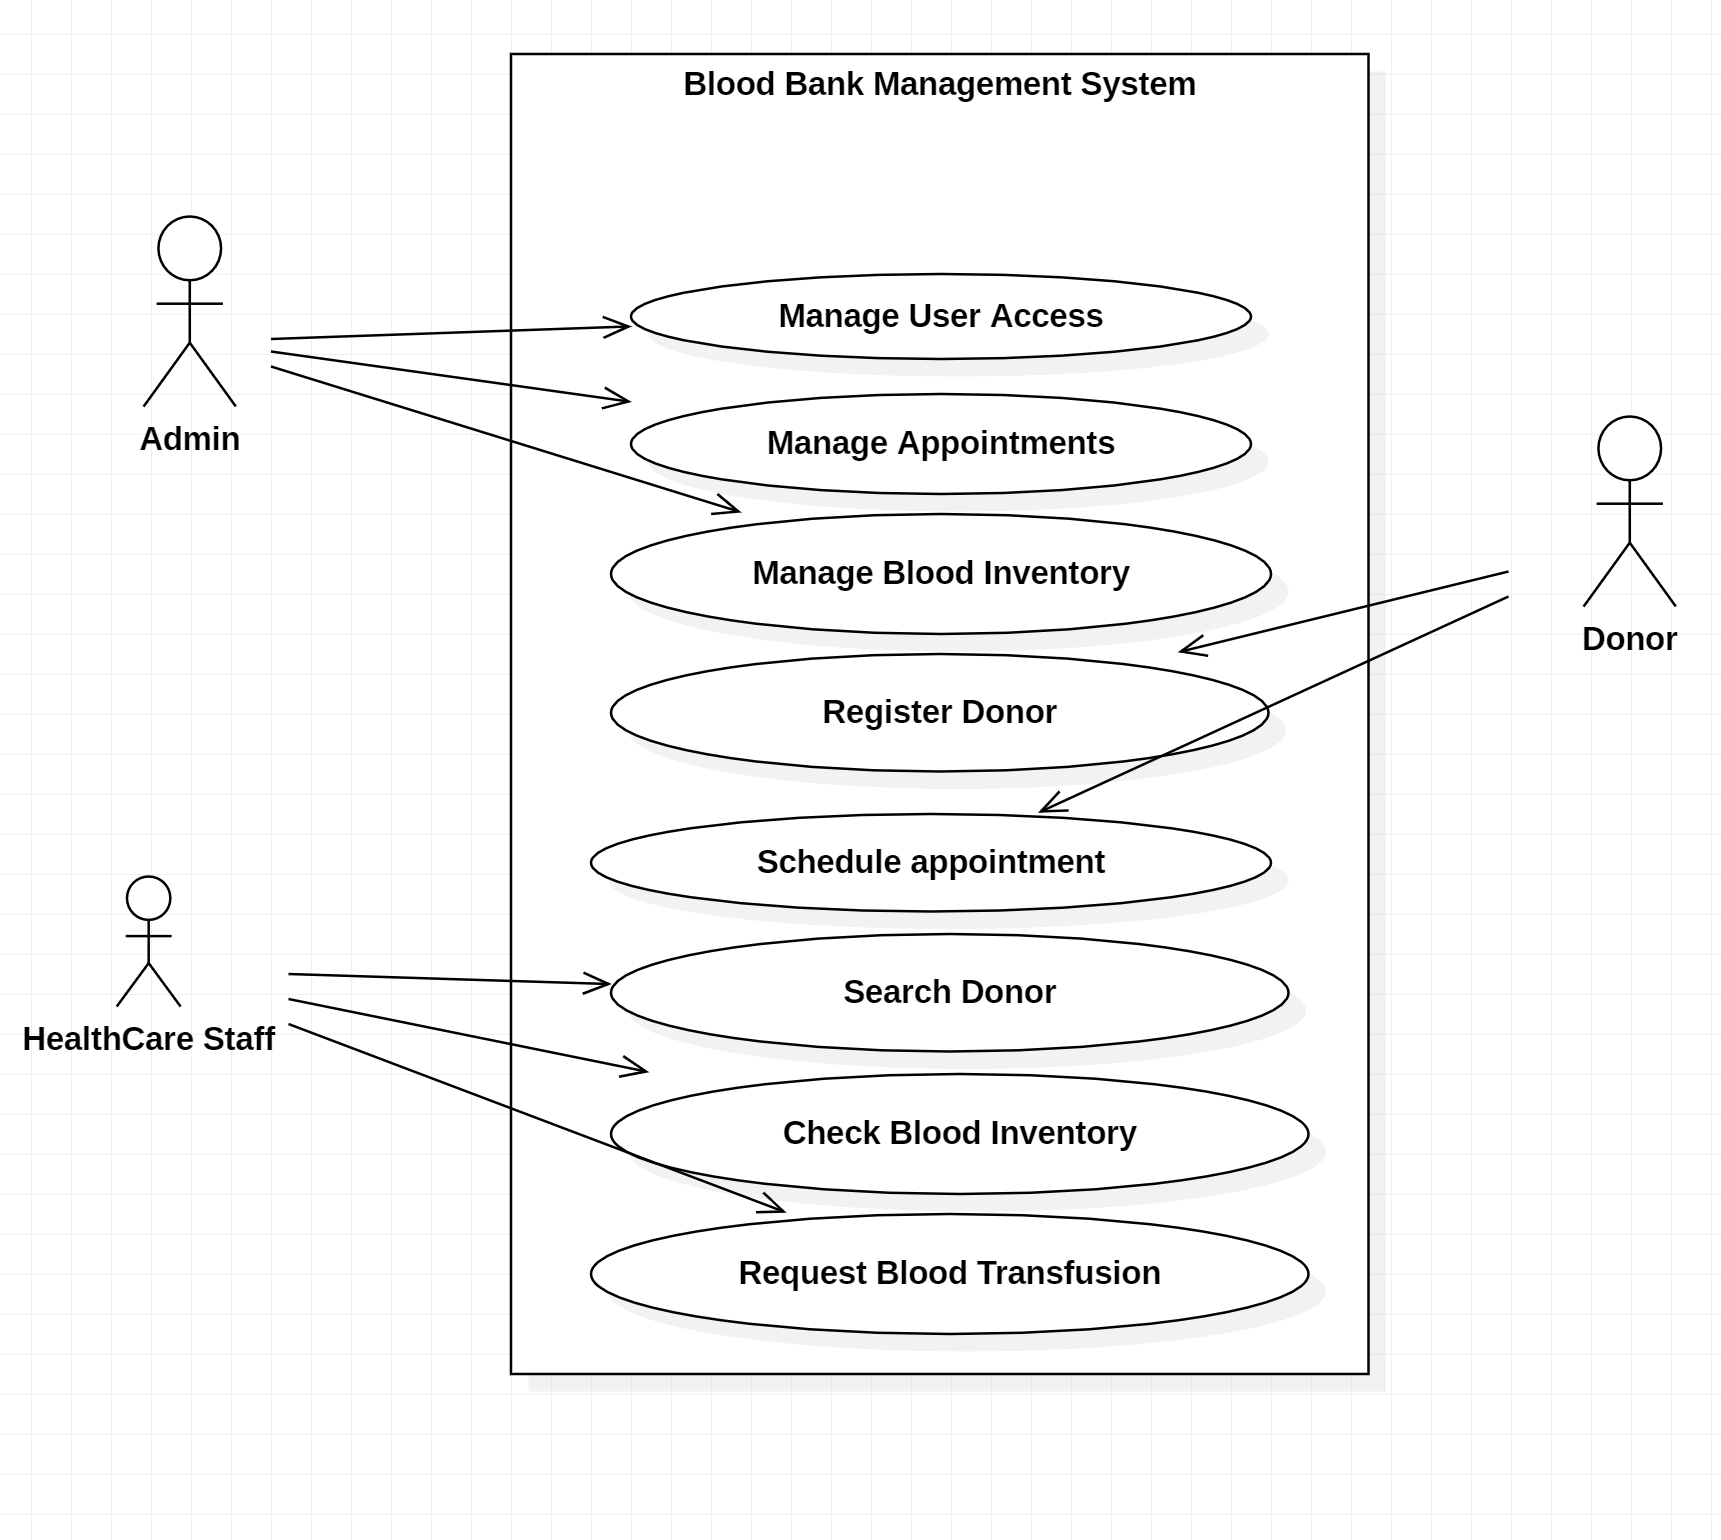 Blood Bank Management System
Manage User Access
Manage Appointments
Admin
Manage Blood Inventory
Donor
Register Donor
Schedule appointment
Search Donor
HealthCare Staff
Check Blood Inventory
Request Blood Transfusion